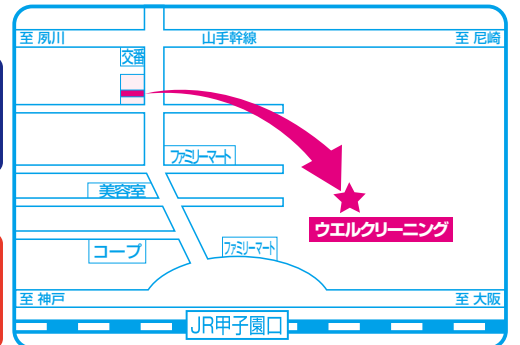 至 夙川
山手幹線
至 尼崎
交番
ファミリーマート
美容室
ウエルクリーニング
コープ
ファミリーマート
至 神戸
至 大阪
JR甲子園口